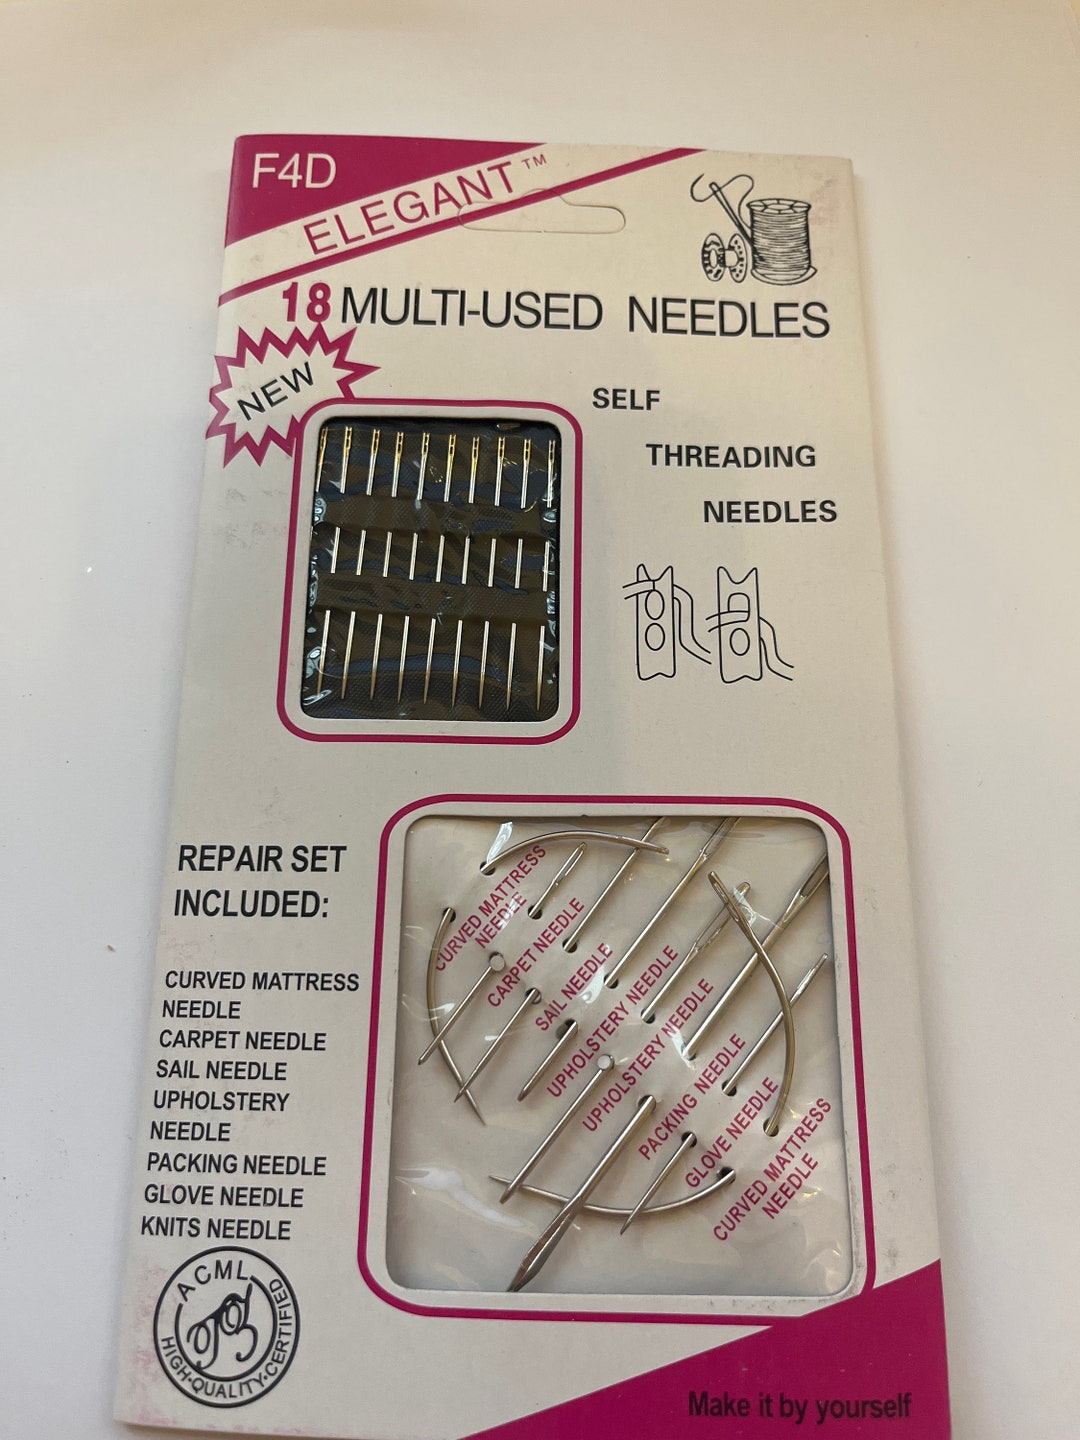 F4D
ELEGANT™
18 MULTI-USED NEEDLES
NEW
SELF
THREADING
NEEDLES
REPAIR SET
INCLUDED:
CURVED MATTRESS
NEEDLE
CARPET NEEDLE
SAIL NEEDLE
UPHOLSTERY
NEEDLE
PACKING NEEDLE
GLOVE NEEDLE
KNITS NEEDLE
CURVED MATTRESS
NEEDLE
CARPET NEEDLE
SAIL NEEDLE
UPHOLSTERY NEEDLE
UPHOLSTERY NEEDLE
PACKING NEEDLE
GLOVE NEEDLE
CURVED MATTRESS
NEEDLE
ACML
HIGH-QUALITY-CERTIFIED
Make it by yourself